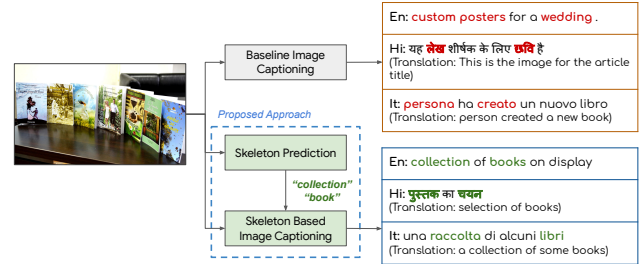 Baseline Image
Captioning
Proposed Approach
Skeleton Prediction
“collection”
“book”
Skeleton Based
Image Captioning
En: custom posters for a wedding .
Hi: यह लेख शीर्षक के लिए छवि है
(Translation: This is the image for the article
title)
It: persona ha creato un nuovo libro
(Translation: person created a new book)
En: collection of books on display
Hi: पुस्तक का चयन
(Translation: selection of books)
It: una raccolta di alcuni libri
(Translation: a collection of some books)